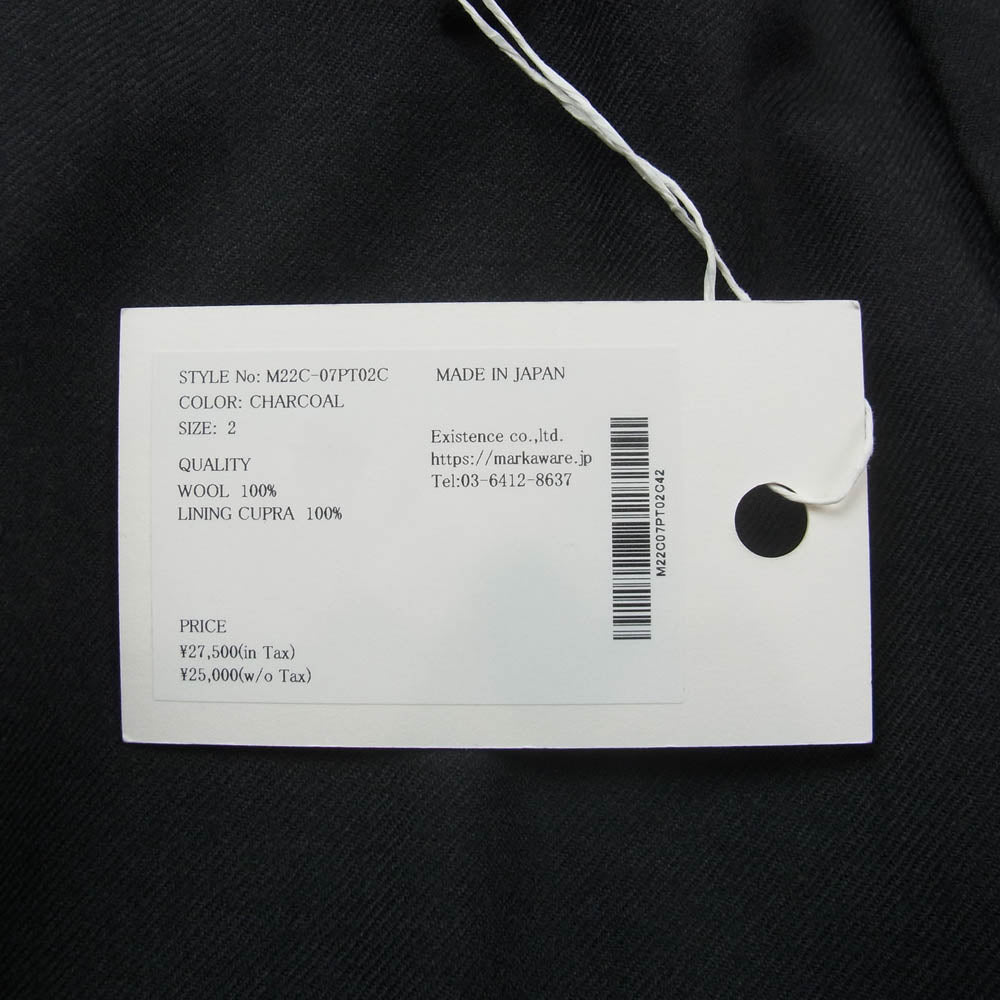 STYLE No: M22C-07PT02C
COLOR: CHARCOAL
SIZE: 2
QUALITY
WOOL 100%
LINING CUPRA 100%
PRICE
¥27,500(in Tax)
¥25,000(w/o Tax)
MADE IN JAPAN
Existence co.,ltd.
https://markaware.jp
Tel:03-6412-8637
M22C07PT02C42